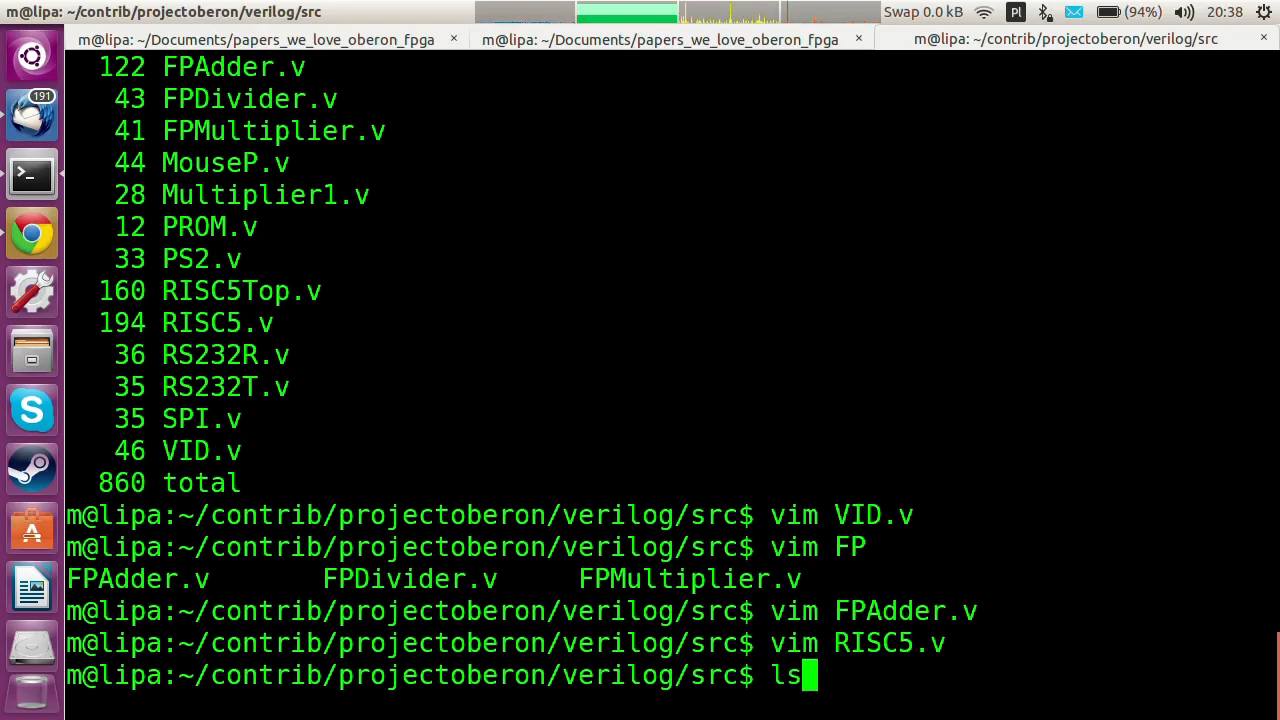 m@lipa: ~/contrib/projectoberon/verilog/src
Swap 0.0 kB
Pl
(94%)
20:38
m@lipa: ~/Documents/papers_we_love_oberon_fpga ×
m@lipa: ~/Documents/papers_we_love_oberon_fpga ×
m@lipa: ~/contrib/projectoberon/verilog/src ×
191
122 FPAdder.v
43 FPDivider.v
41 FPMultiplier.v
44 MouseP.v
28 Multiplier1.v
12 PROM.v
33 PS2.v
160 RISC5Top.v
194 RISC5.v
36 RS232R.v
35 RS232T.v
35 SPI.v
46 VID.v
860 total
m@lipa:~/contrib/projectoberon/verilog/src$ vim VID.v
m@lipa:~/contrib/projectoberon/verilog/src$ vim FP
FPAdder.v FPDivider.v FPMultiplier.v
m@lipa:~/contrib/projectoberon/verilog/src$ vim FPAdder.v
m@lipa:~/contrib/projectoberon/verilog/src$ vim RISC5.v
m@lipa:~/contrib/projectoberon/verilog/src$ ls